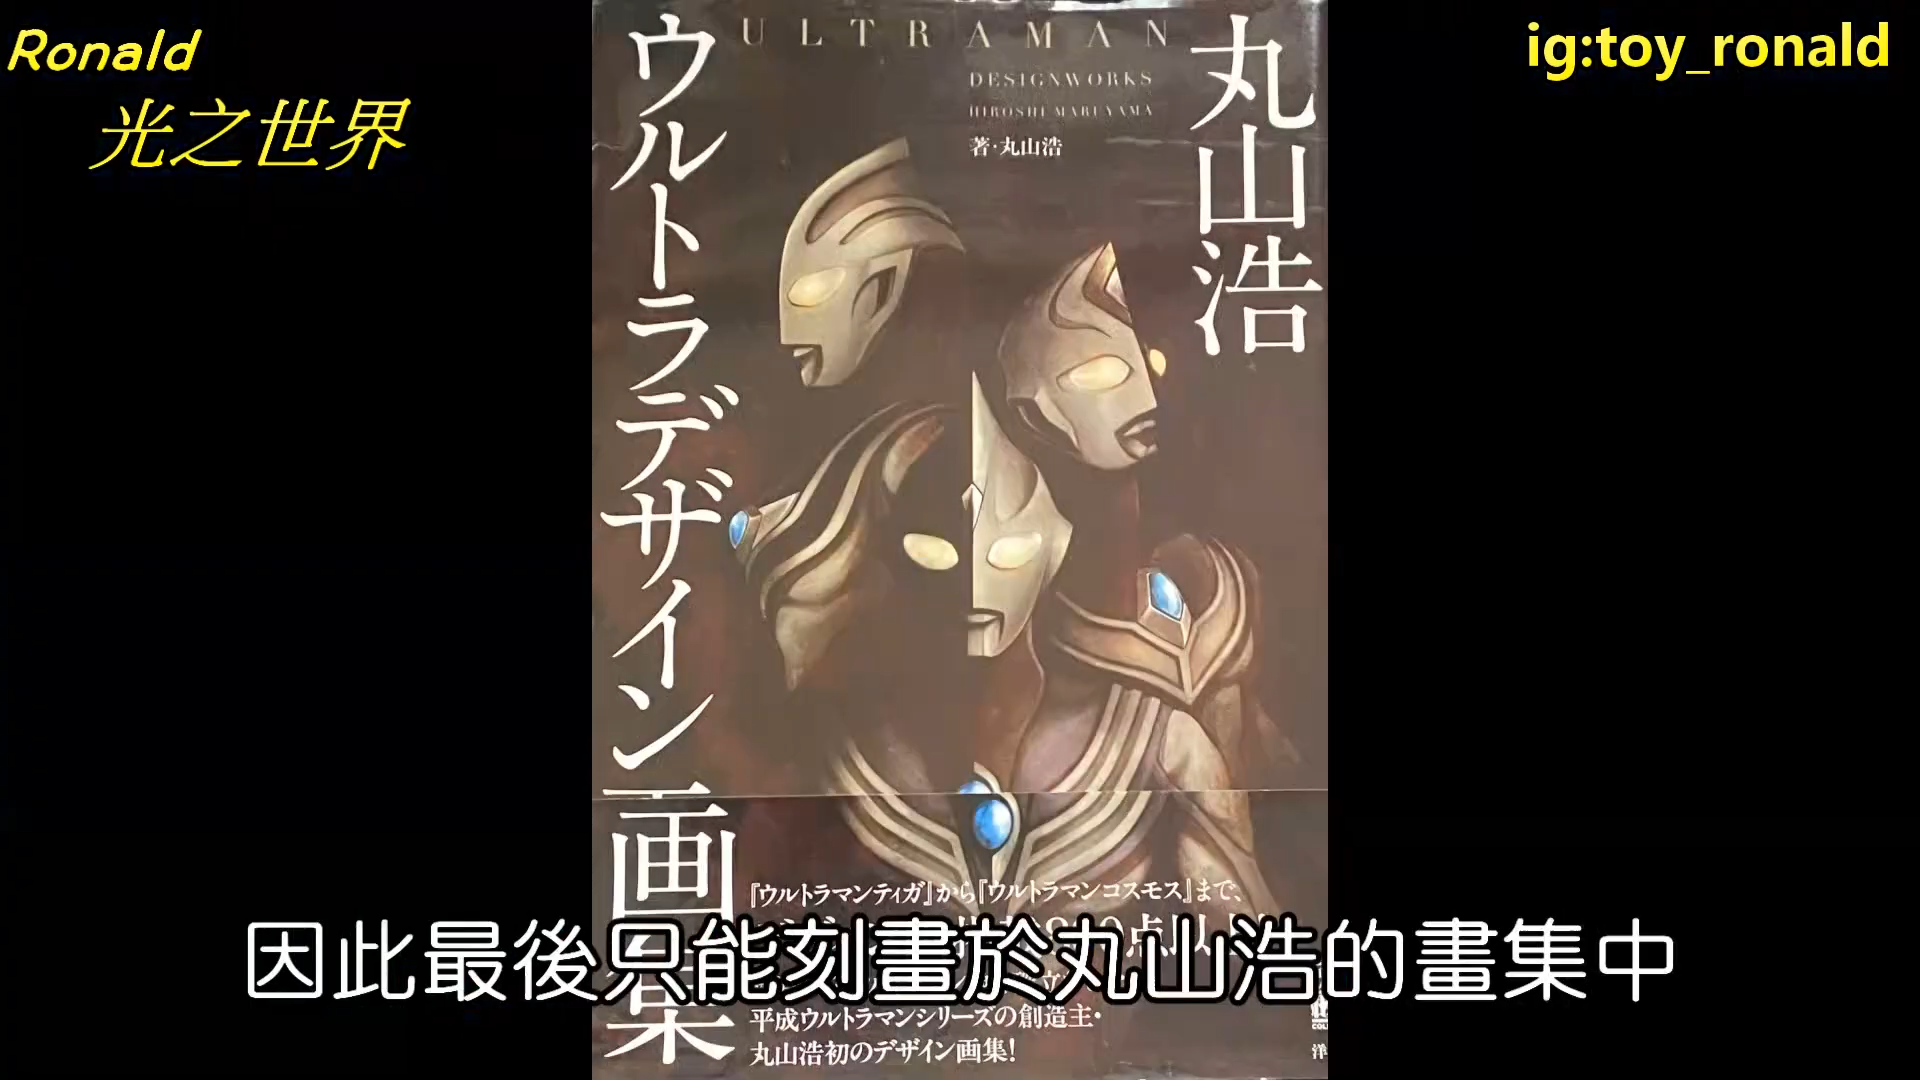 Ronald
光之世界
ig:toy_ronald
ULTRAMAN
DESIGNWORKS
HIROSHI MARUYAMA
著・丸山浩
丸山浩
ウルトラデザイン画集
『ウルトラマンティガ』から『ウルトラマンコスモス』まで、
因此最後只能刻畫於丸山浩的畫集中
平成ウルトラマンシリーズの創造主・
丸山浩初のデザイン画集!
洋